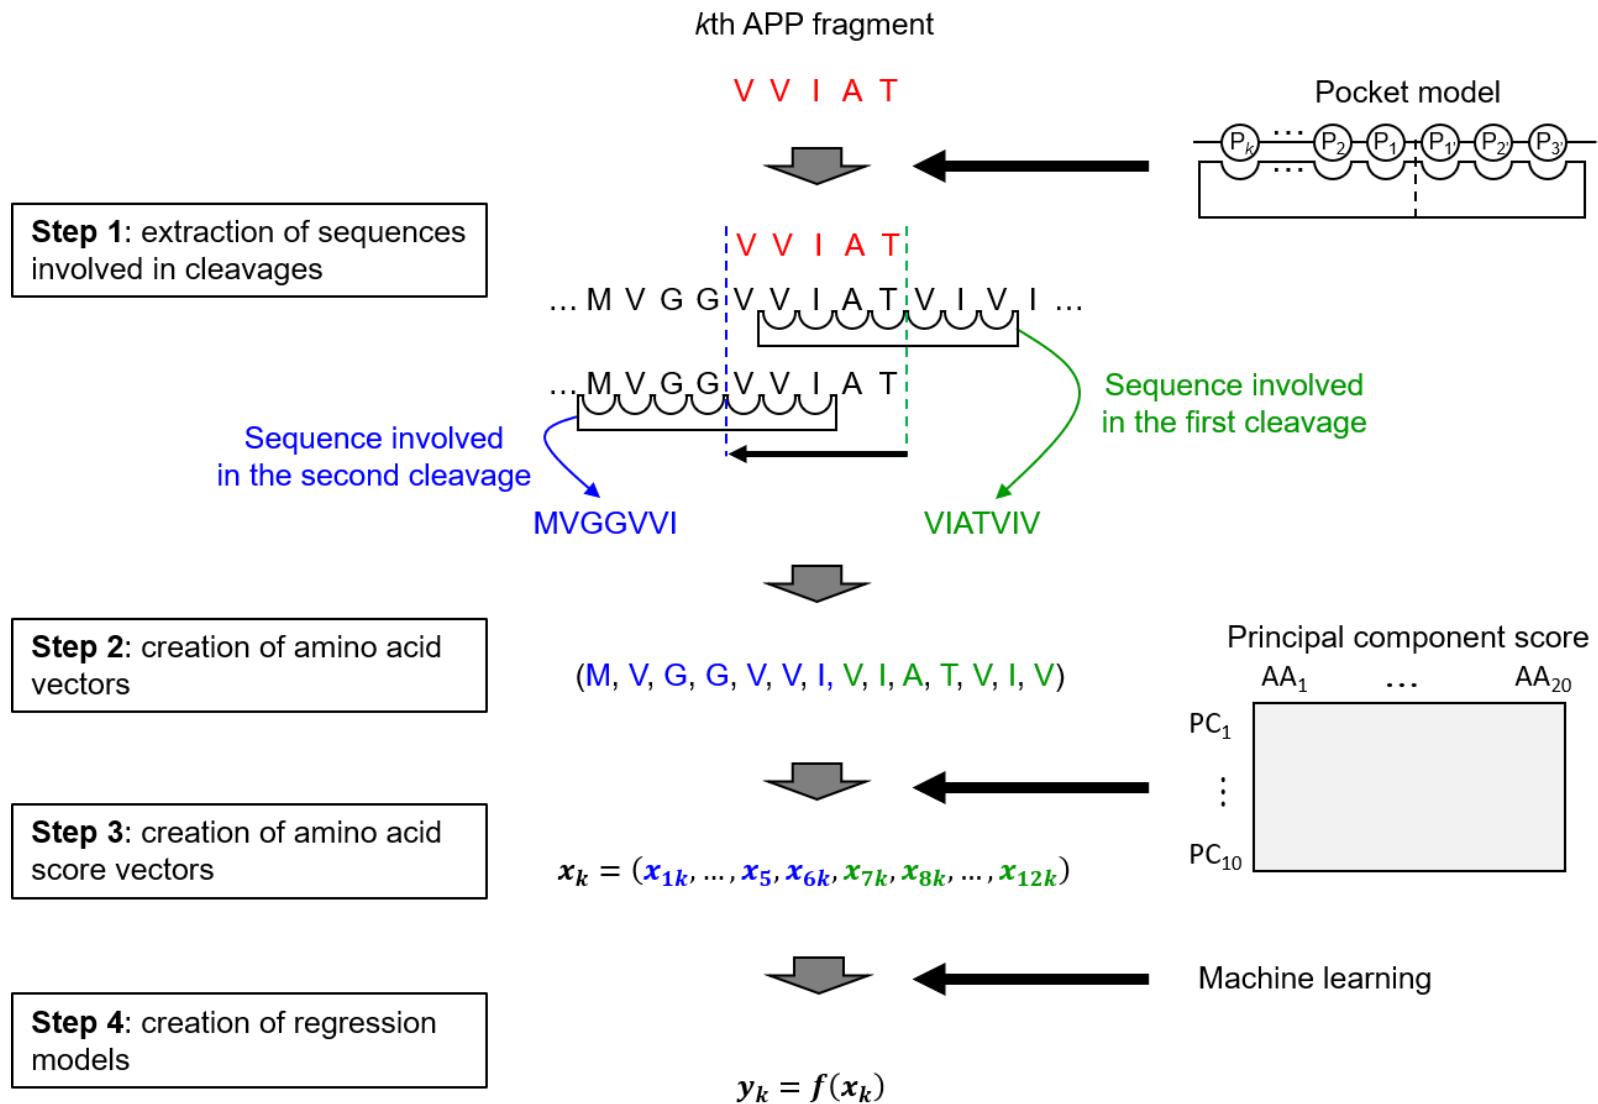 kth APP fragment
V V I A T
Pocket model
Pk ... P2 P1 P1' P2' P3'
...
Step 1: extraction of sequences
involved in cleavages
V V I A T
...M V G G V V I A T V I V I ...
...M V G G V V I A T
Sequence involved
in the first cleavage
Sequence involved
in the second cleavage
MVGGVVI
VIATVIV
Step 2: creation of amino acid
vectors
(M, V, G, G, V, V, I, V, I, A, T, V, I, V)
Principal component score
AA1 ... AA20
PC1
⋮
PC10
Step 3: creation of amino acid
score vectors
xk = (x1k, ..., x5, x6k, x7k, x8k, ..., x12k)
Machine learning
Step 4: creation of regression
models
yk = f(xk)